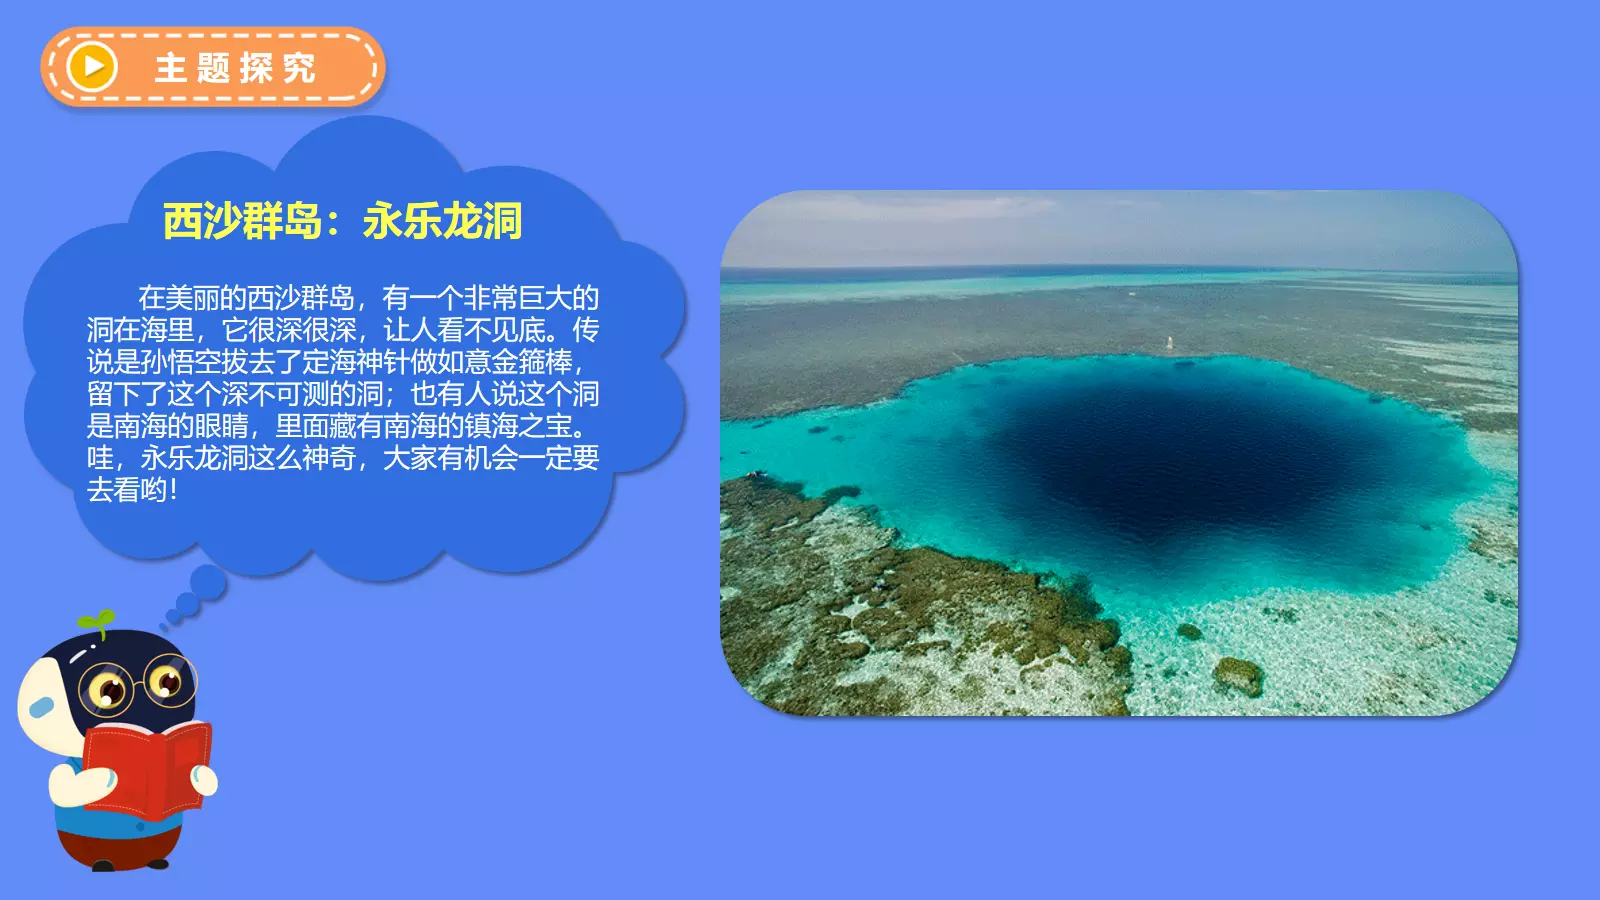 主题探究
西沙群岛：永乐龙洞
在美丽的西沙群岛，有一个非常巨大的
洞在海里，它很深很深，让人看不见底。传
说是孙悟空拔去了定海神针做如意金箍棒，
留下了这个深不可测的洞；也有人说这个洞
是南海的眼睛，里面藏有南海的镇海之宝。
哇，永乐龙洞这么神奇，大家有机会一定要
去看哟！